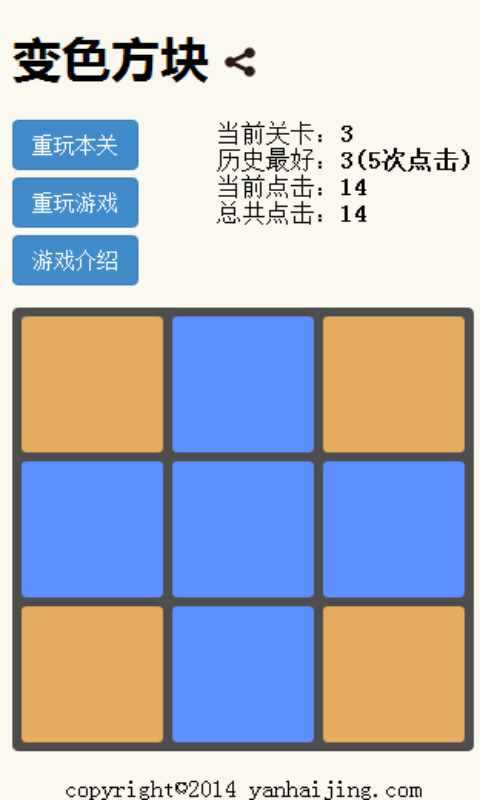 变色方块
重玩本关
重玩游戏
游戏介绍
当前关卡：3
历史最好：3(5次点击)
当前点击：14
总共点击：14
copyright©2014 yanhaijing.com